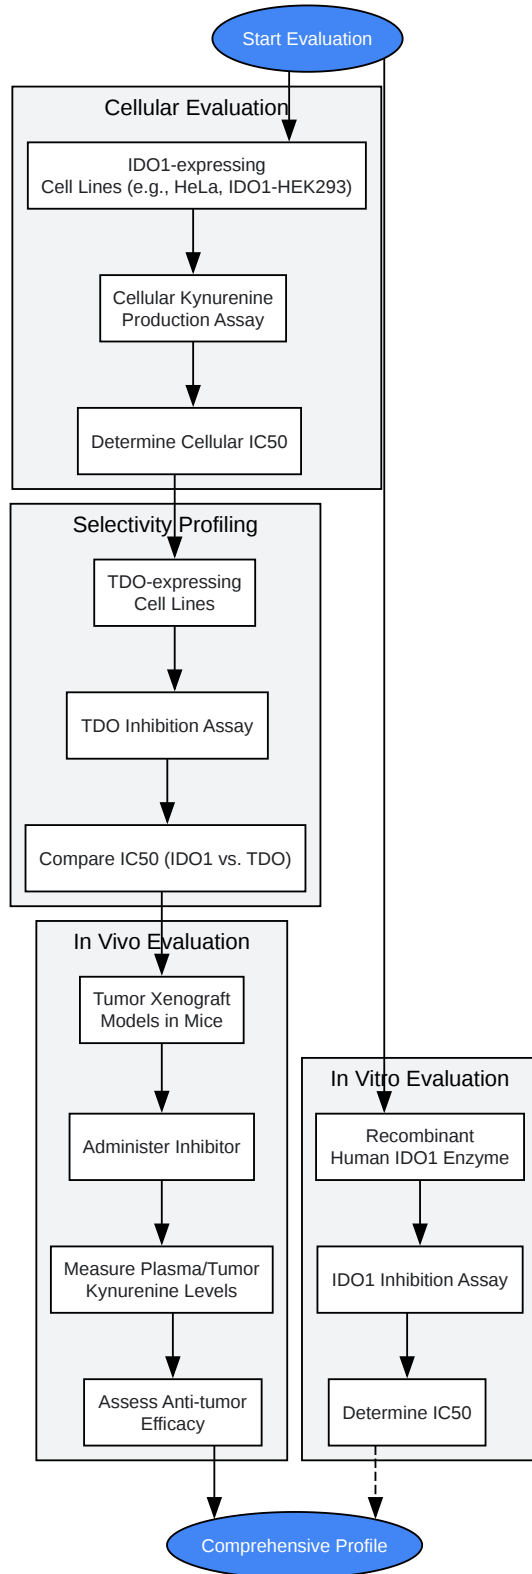 Start Evaluation
Cellular Evaluation
IDO1-expressing
Cell Lines (e.g., HeLa, IDO1-HEK293)
Cellular Kynurenine
Production Assay
Determine Cellular IC50
Selectivity Profiling
TDO-expressing
Cell Lines
TDO Inhibition Assay
Compare IC50 (IDO1 vs. TDO)
In Vivo Evaluation
Tumor Xenograft
Models in Mice
Administer Inhibitor
Measure Plasma/Tumor
Kynurenine Levels
Assess Anti-tumor
Efficacy
In Vitro Evaluation
Recombinant
Human IDO1 Enzyme
IDO1 Inhibition Assay
Determine IC50
Comprehensive Profile